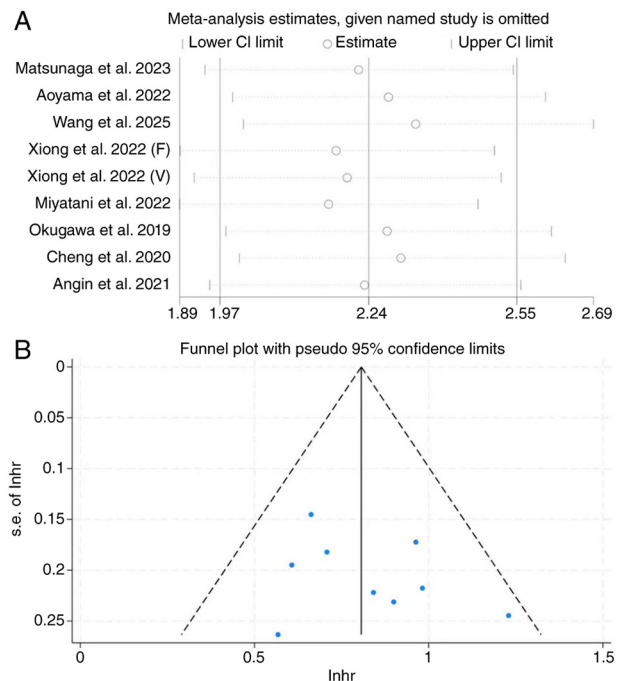 A
Meta-analysis estimates, given named study is omitted
Lower CI limit Estimate Upper CI limit
Matsunaga et al. 2023
Aoyama et al. 2022
Wang et al. 2025
Xiong et al. 2022 (F)
Xiong et al. 2022 (V)
Miyatani et al. 2022
Okugawa et al. 2019
Cheng et al. 2020
Angin et al. 2021
1.89 1.97 2.24 2.55 2.69
B
Funnel plot with pseudo 95% confidence limits
0
0.05
0.1
0.15
0.2
0.25
s.e. of lnhr
0 0.5 1 1.5
lnhr